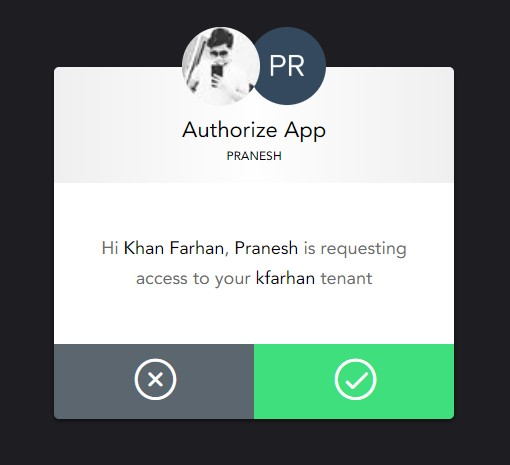 PR
Authorize App
PRANESH
Hi Khan Farhan, Pranesh is requesting
access to your kfarhan tenant